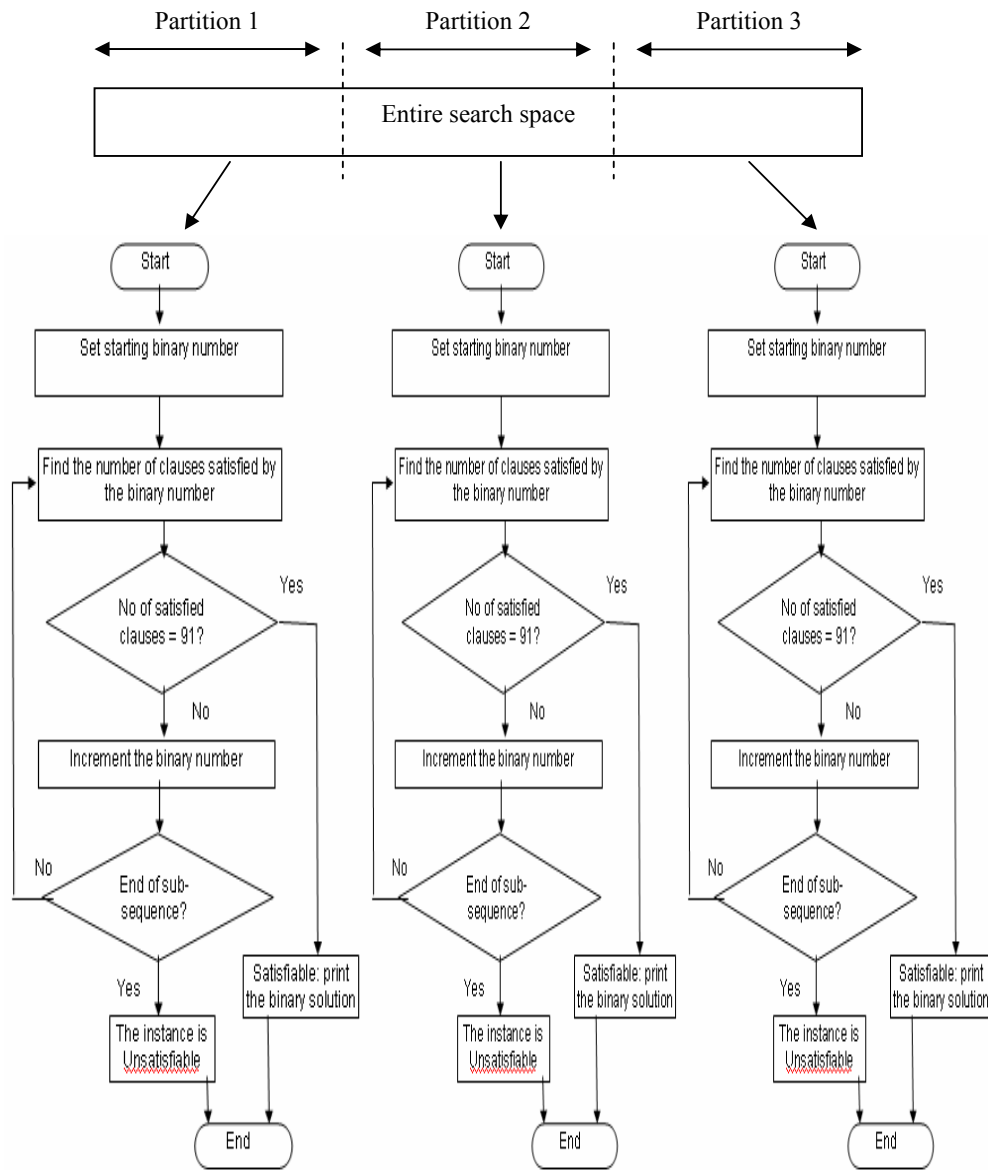 Partition 1
Partition 2
Partition 3
Entire search space
Start
Set starting binary number
Find the number of clauses satisfied by
the binary number
Yes
No of satisfied
clauses = 91?
No
Increment the binary number
No
End of sub-
sequence?
Yes
Satisfiable: print
the binary solution
The instance is
Unsatisfiable
End
Start
Set starting binary number
Find the number of clauses satisfied by
the binary number
Yes
No of satisfied
clauses = 91?
No
Increment the binary number
No
End of sub-
sequence?
Yes
Satisfiable: print
the binary solution
The instance is
Unsatisfiable
End
Start
Set starting binary number
Find the number of clauses satisfied by
the binary number
Yes
No of satisfied
clauses = 91?
No
Increment the binary number
No
End of sub-
sequence?
Yes
Satisfiable: print
the binary solution
The instance is
Unsatisfiable
End